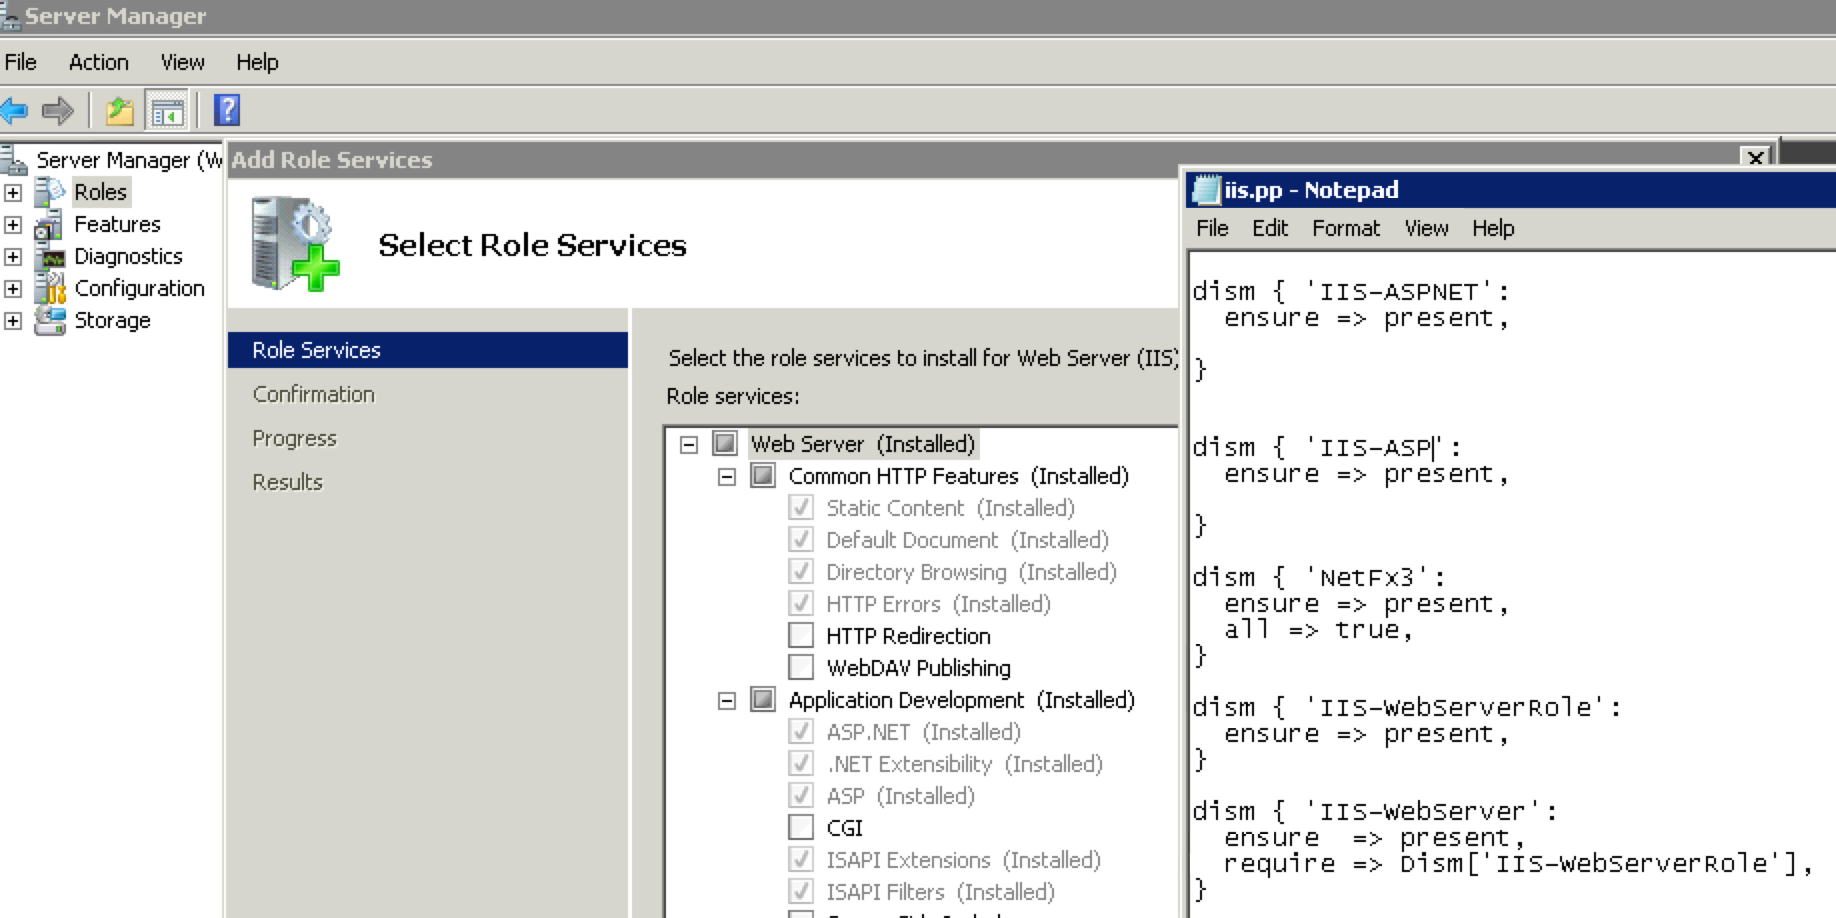 Server Manager
File Action View Help
Server Manager (W
Roles
Features
Diagnostics
Configuration
Storage
Add Role Services
Select Role Services
Role Services
Confirmation
Progress
Results
Select the role services to install for Web Server (IIS)
Role services:
Web Server (Installed)
Common HTTP Features (Installed)
Static Content (Installed)
Default Document (Installed)
Directory Browsing (Installed)
HTTP Errors (Installed)
HTTP Redirection
WebDAV Publishing
Application Development (Installed)
ASP.NET (Installed)
.NET Extensibility (Installed)
ASP (Installed)
CGI
ISAPI Extensions (Installed)
ISAPI Filters (Installed)
iis.pp - Notepad
File Edit Format View Help
dism { 'IIS-ASPNET':
ensure => present,
}
dism { 'IIS-ASP':
ensure => present,
}
dism { 'NetFx3':
ensure => present,
all => true,
}
dism { 'IIS-WebServerRole':
ensure => present,
}
dism { 'IIS-WebServer':
ensure => present,
require => Dism['IIS-WebServerRole'],
}